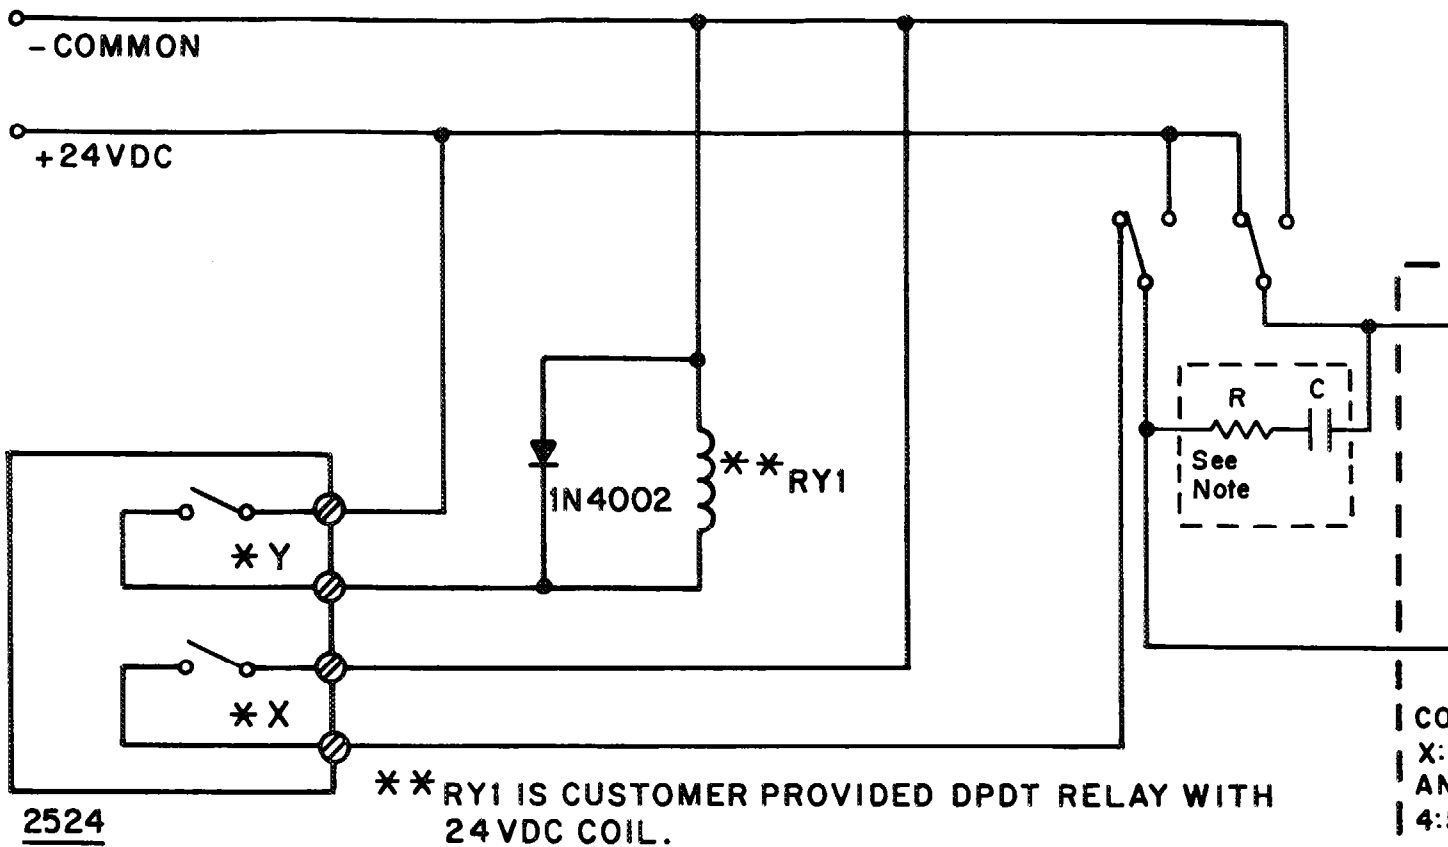 - COMMON
+24VDC
R
C
See
Note
1N4002
**RY1
*Y
*X
**RY1 IS CUSTOMER PROVIDED DPDT RELAY WITH
24VDC COIL.
2524
CO
X:
AN